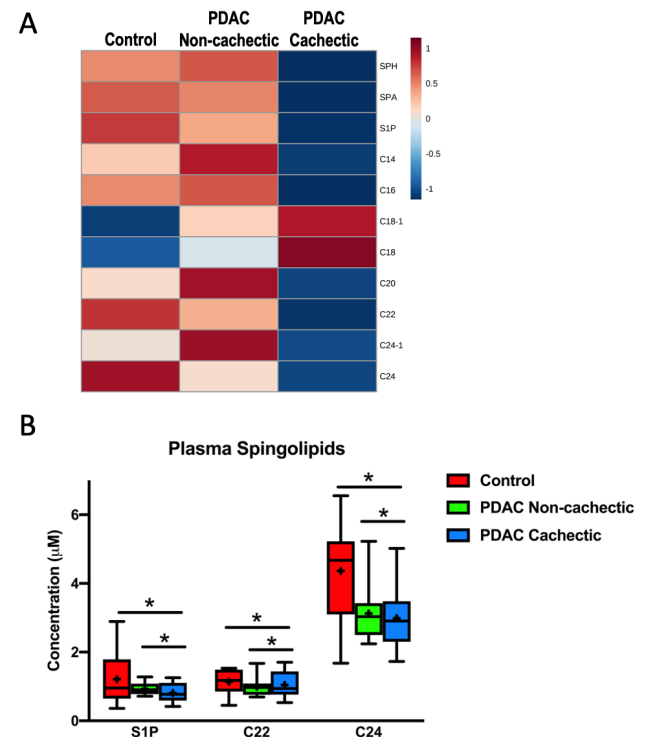 A
Control
PDAC
Non-cachectic
PDAC
Cachectic
SPH
SPA
S1P
C14
C16
C18-1
C18
C20
C22
C24-1
C24
1
0.5
0
-0.5
-1
B
Plasma Spingolipids
Concentration (μM)
6
4
2
0
*
*
*
*
*
*
S1P
C22
C24
Control
PDAC Non-cachectic
PDAC Cachectic